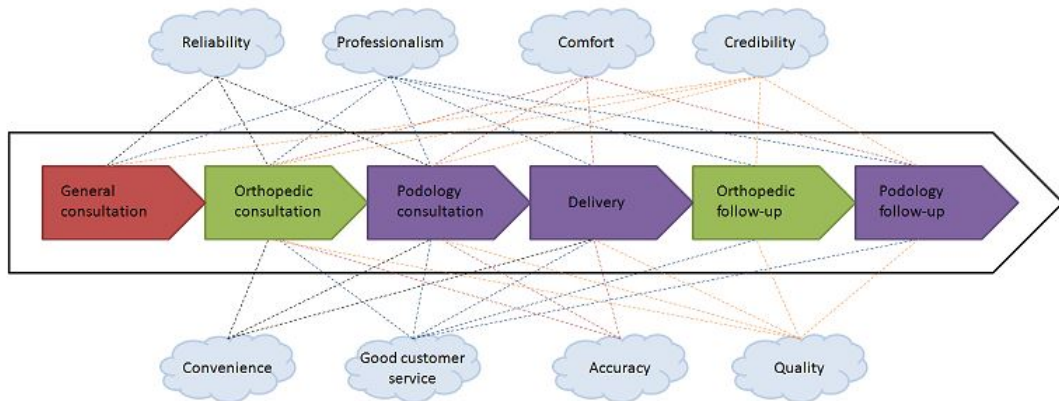 Reliability
Professionalism
Comfort
Credibility
General
consultation
Orthopedic
consultation
Podology
consultation
Delivery
Orthopedic
follow-up
Podology
follow-up
Convenience
Good customer
service
Accuracy
Quality